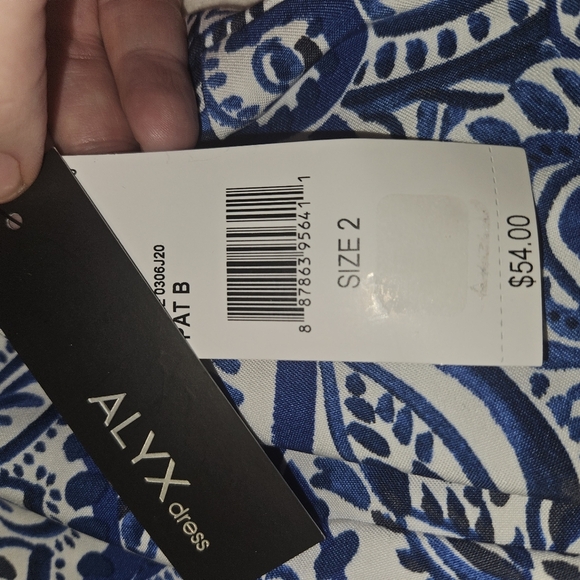 0306J20
PAT B
8 87863 95641 1
SIZE 2
$54.00
ALYX
dress